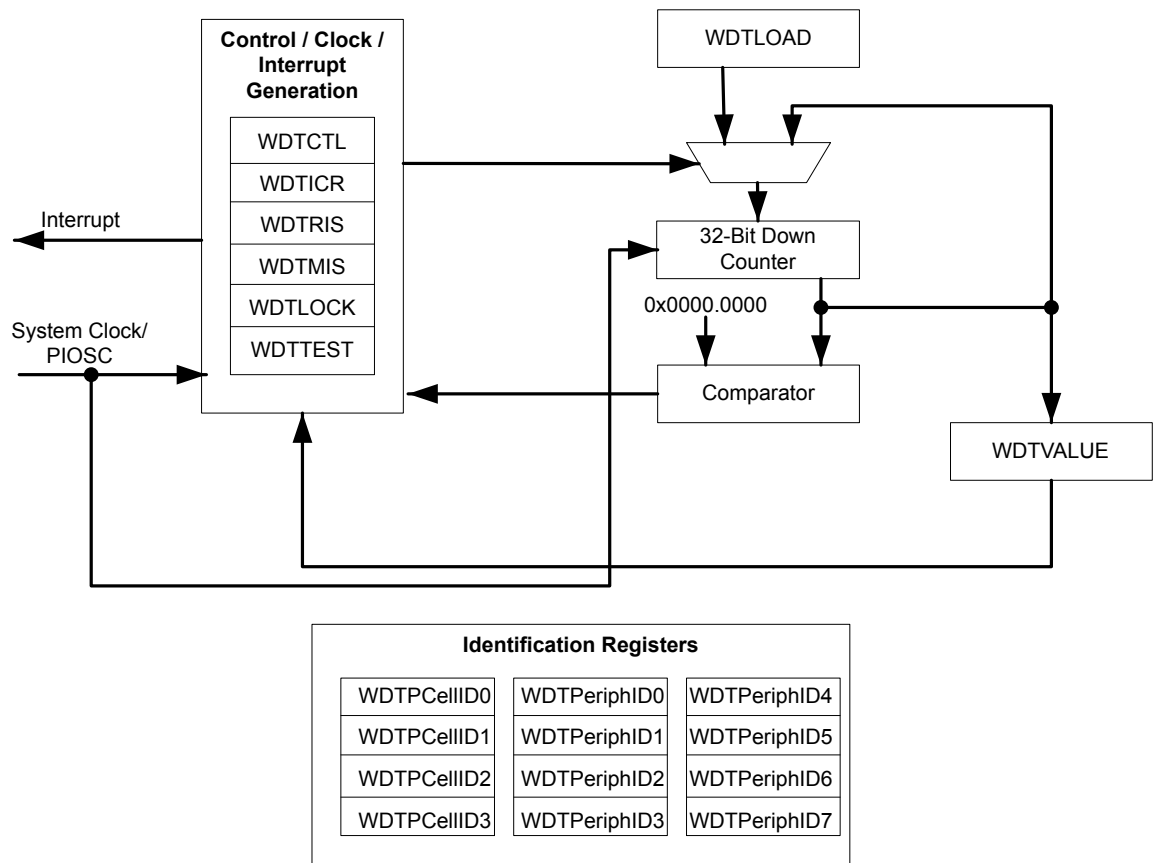 Control / Clock /
Interrupt
Generation
WDTCTL
WDTICR
WDTRIS
WDTMIS
WDTLOCK
WDTTEST
Interrupt
System Clock/
PIOSC
WDTLOAD
32-Bit Down
Counter
0x0000.0000
Comparator
WDTVALUE
Identification Registers
WDTPCellID0 WDTPeriphID0 WDTPeriphID4
WDTPCellID1 WDTPeriphID1 WDTPeriphID5
WDTPCellID2 WDTPeriphID2 WDTPeriphID6
WDTPCellID3 WDTPeriphID3 WDTPeriphID7